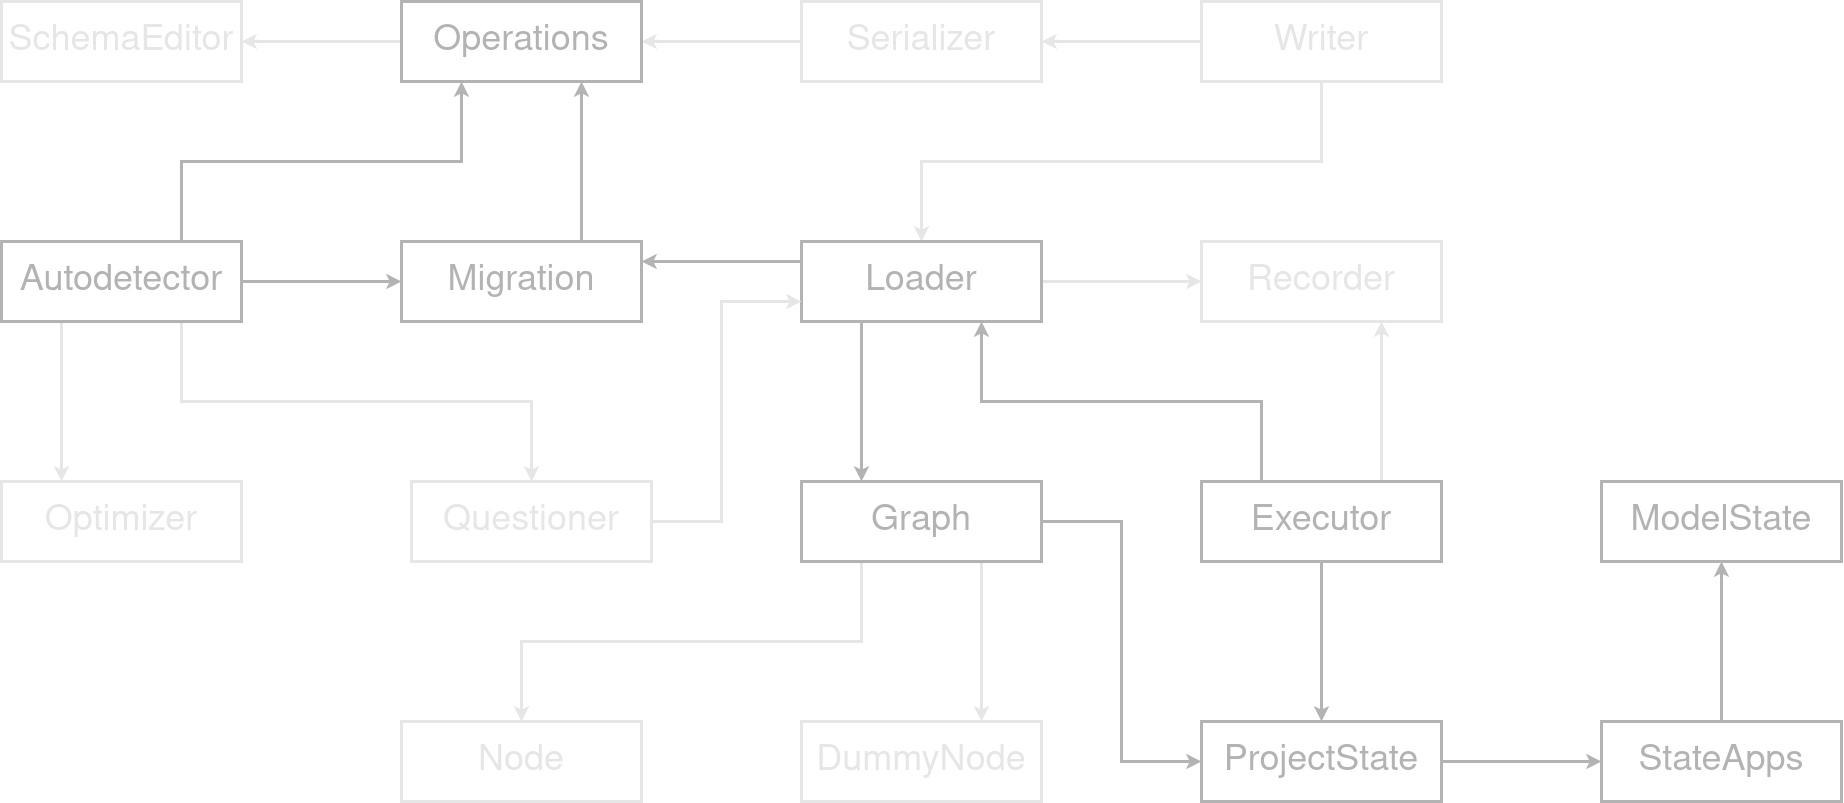 SchemaEditor
Operations
Serializer
Writer
Autodetector
Migration
Loader
Recorder
Optimizer
Questioner
Graph
Executor
ModelState
Node
DummyNode
ProjectState
StateApps